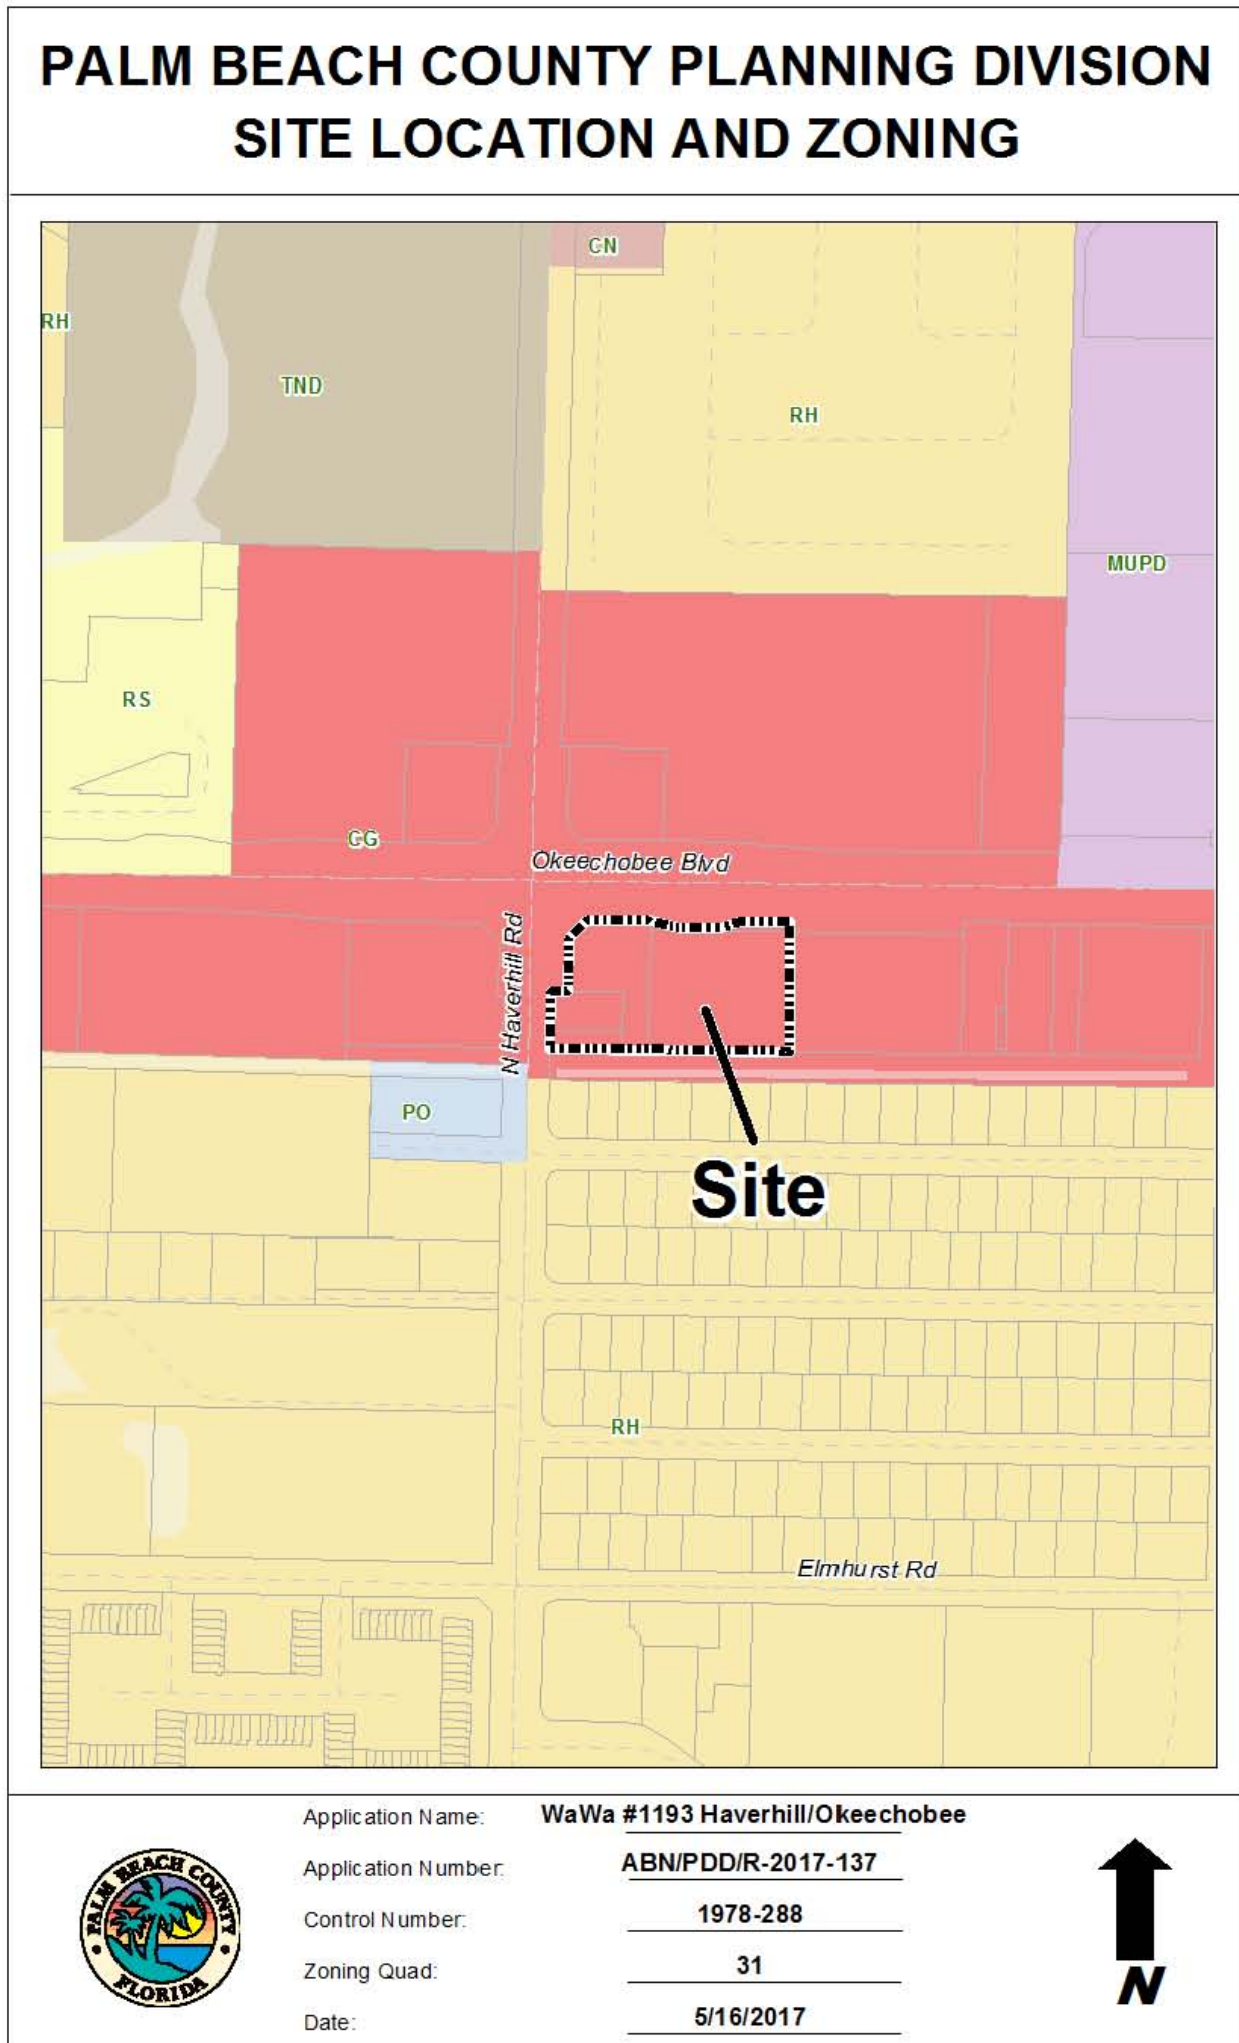 PALM BEACH COUNTY PLANNING DIVISION
SITE LOCATION AND ZONING
CN
RH
TND
RH
MUPD
RS
CG
Okeechobee Blvd
N Haverhill Rd
PO
Site
RH
Elmhurst Rd
Application Name: WaWa #1193 Haverhill/Okeechobee
Application Number: ABN/PDD/R-2017-137
Control Number: 1978-288
Zoning Quad: 31
Date: 5/16/2017
PALM BEACH COUNTY
FLORIDA
N